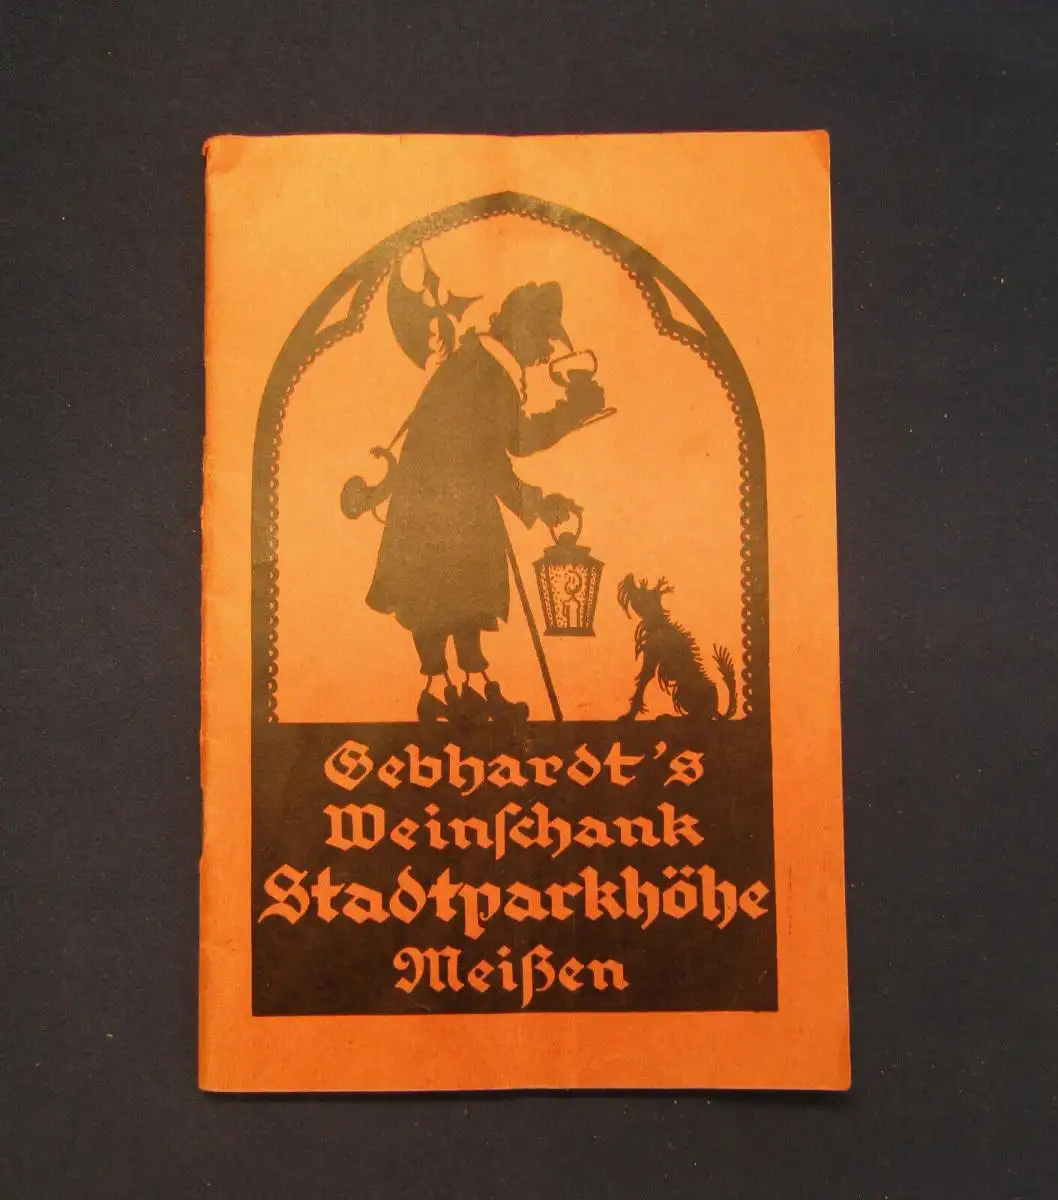 Gebhardt's
Weinſchank
Stadtparkhöhe
Meißen